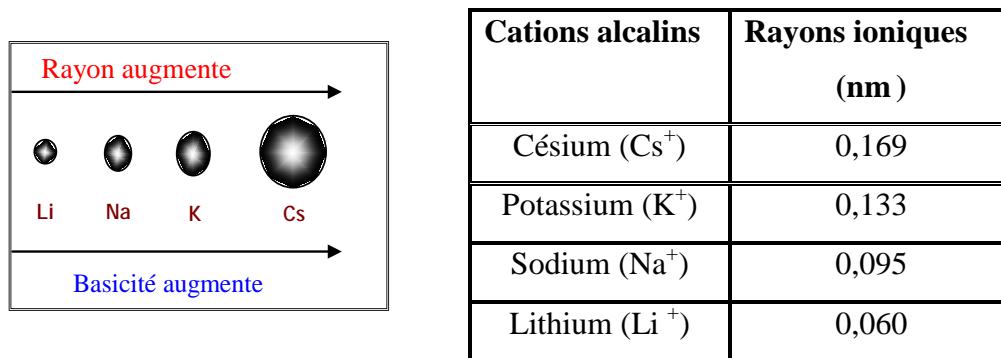 Rayon augmente
Li Na K Cs
Basicité augmente
Cations alcalins Rayons ioniques
(nm)
Césium (Cs⁺) 0,169
Potassium (K⁺) 0,133
Sodium (Na⁺) 0,095
Lithium (Li ⁺) 0,060